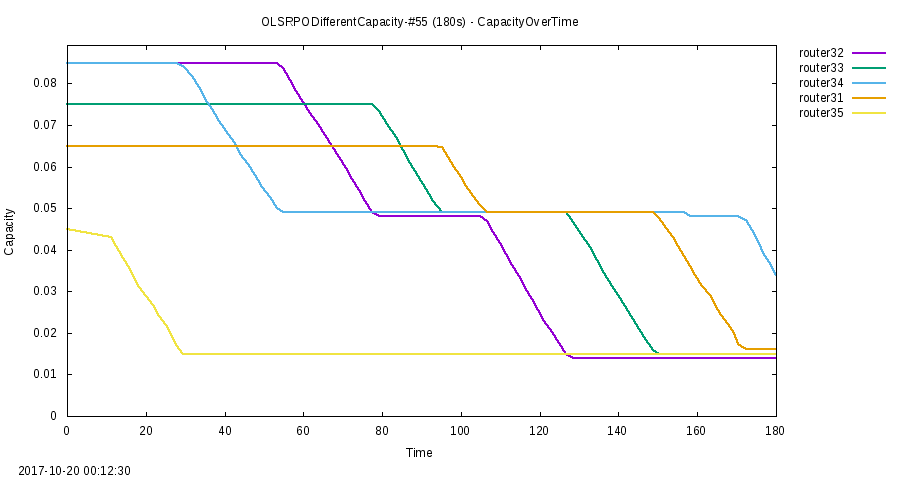 OLSRPODifferentCapacity-#55 (180s) - CapacityOverTime
router32
router33
router34
router31
router35
Capacity
0.08
0.07
0.06
0.05
0.04
0.03
0.02
0.01
0
0 20 40 60 80 100 120 140 160 180
Time
2017-10-20 00:12:30